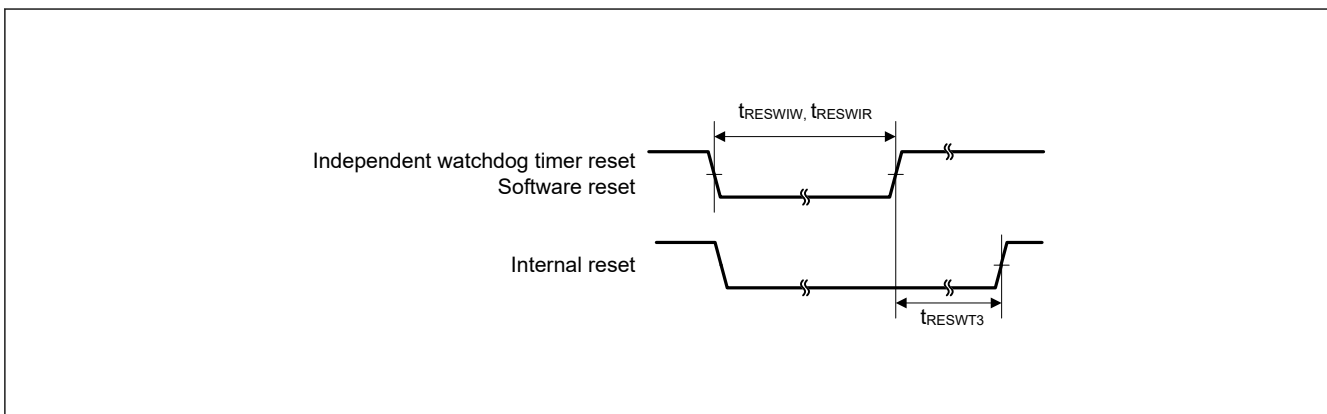 tRESWIW, tRESWIR
Independent watchdog timer reset
Software reset
Internal reset
tRESWT3